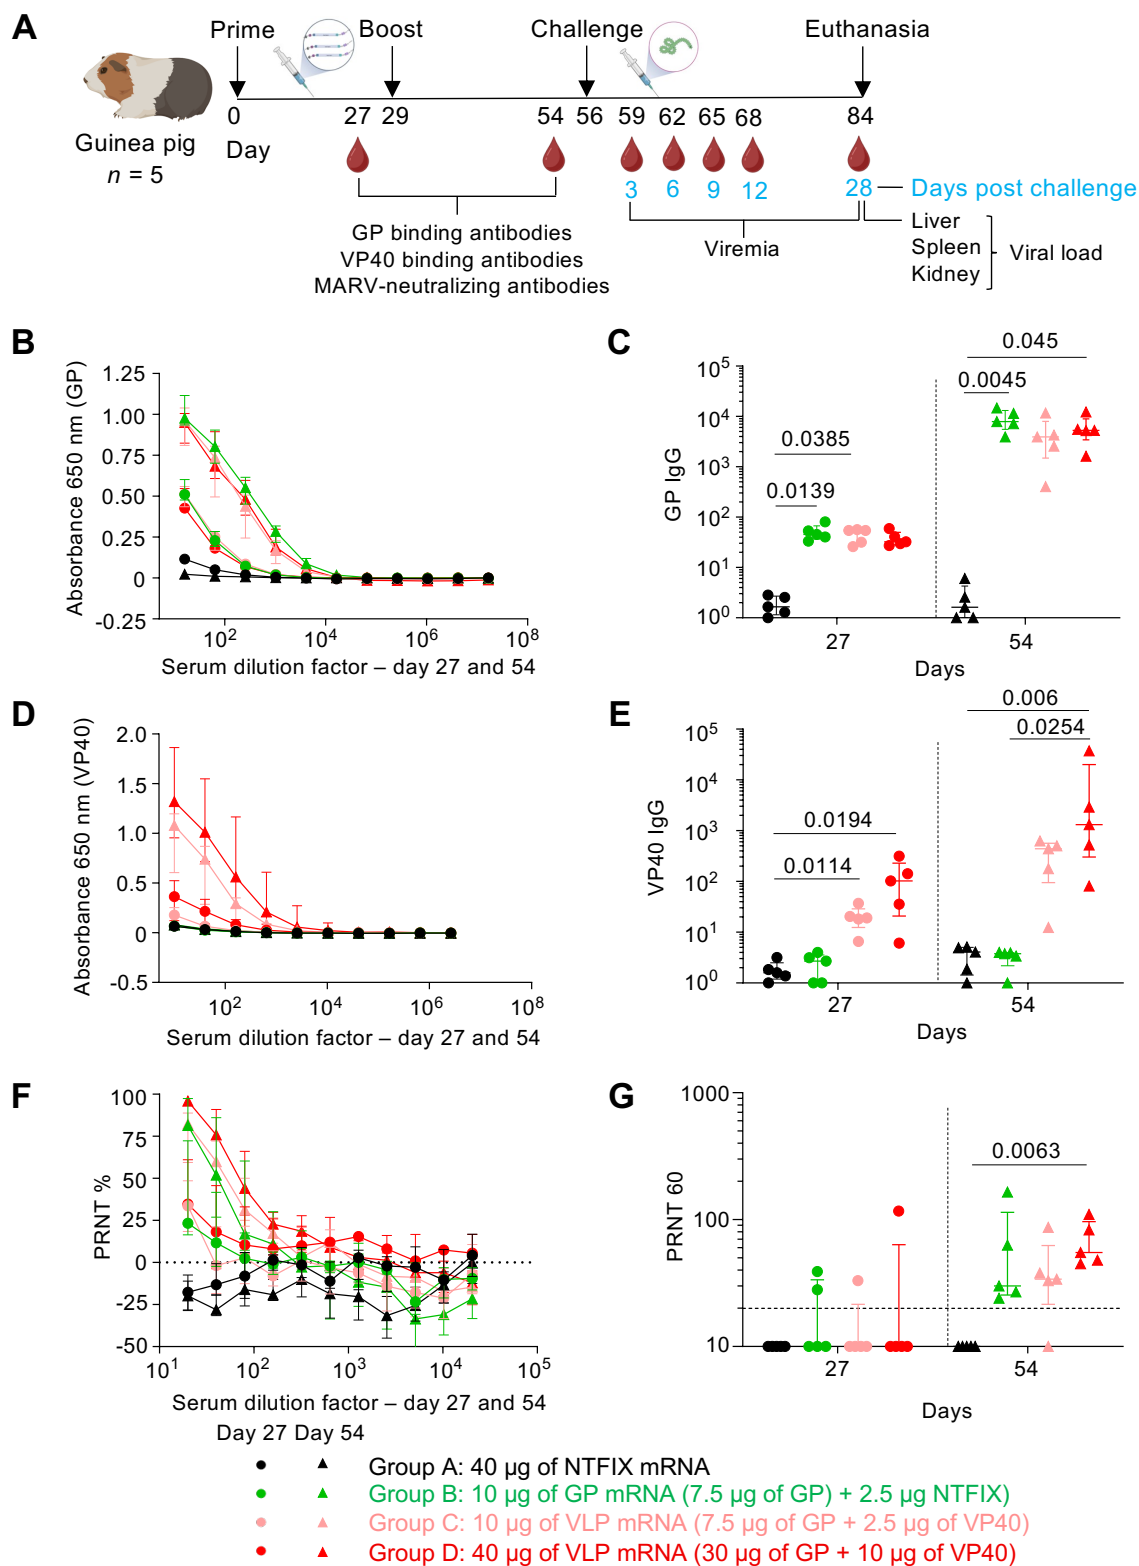 A
Prime
Boost
Challenge
Euthanasia
0
27
29
54
56
59
62
65
68
84
Guinea pig
n = 5
Day
3
6
9
12
28
Days post challenge
GP binding antibodies
VP40 binding antibodies
MARV-neutralizing antibodies
Viremia
Liver
Spleen
Kidney
Viral load
B
Absorbance 650 nm (GP)
1.25
1.00
0.75
0.50
0.25
0
-0.25
10²
10⁴
10⁶
10⁸
Serum dilution factor – day 27 and 54
C
GP IgG
10⁵
10⁴
10³
10²
10¹
10⁰
0.0385
0.0139
0.045
0.0045
27
54
Days
D
Absorbance 650 nm (VP40)
2.0
1.5
1.0
0.5
0
-0.5
10²
10⁴
10⁶
10⁸
Serum dilution factor – day 27 and 54
E
VP40 IgG
10⁵
10⁴
10³
10²
10¹
10⁰
0.0194
0.0114
0.006
0.0254
27
54
Days
F
PRNT %
100
75
50
25
0
-25
-50
10¹
10²
10³
10⁴
10⁵
Serum dilution factor – day 27 and 54
G
PRNT 60
1000
100
10
0.0063
27
54
Days
Day 27 Day 54
Group A: 40 µg of NTFIX mRNA
Group B: 10 µg of GP mRNA (7.5 µg of GP) + 2.5 µg NTFIX)
Group C: 10 µg of VLP mRNA (7.5 µg of GP + 2.5 µg of VP40)
Group D: 40 µg of VLP mRNA (30 µg of GP + 10 µg of VP40)